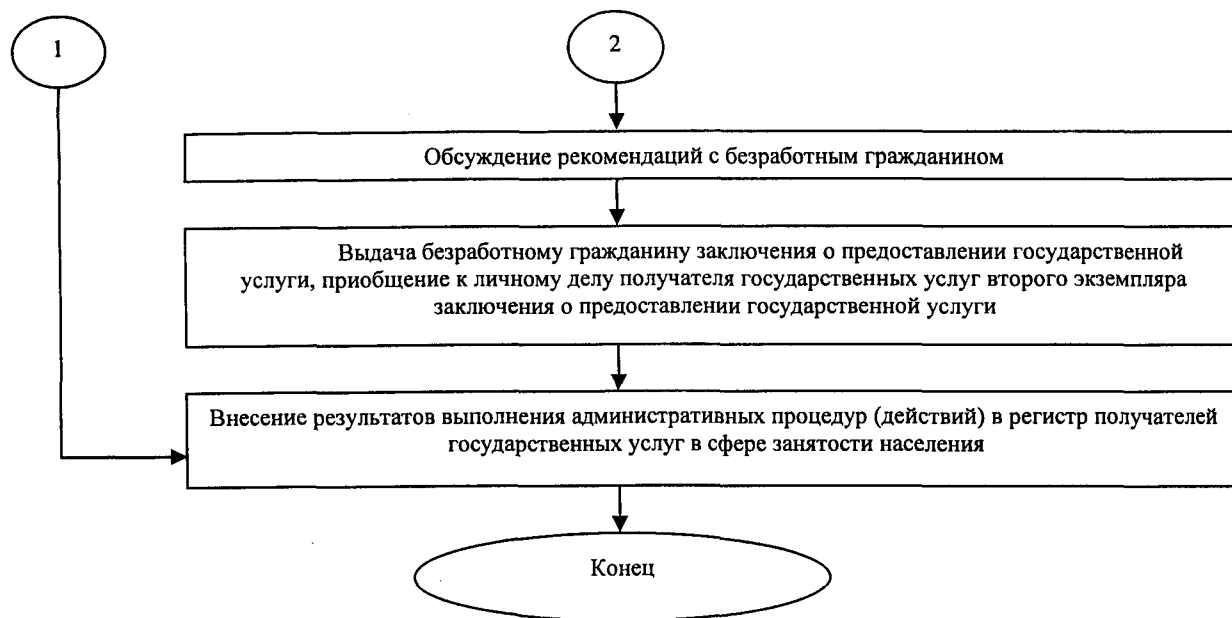 1
2
Обсуждение рекомендаций с безработным гражданином
Выдача безработному гражданину заключения о предоставлении государственной
услуги, приобщение к личному делу получателя государственных услуг второго экземпляра
заключения о предоставлении государственной услуги
Внесение результатов выполнения административных процедур (действий) в регистр получателей
государственных услуг в сфере занятости населения
Конец